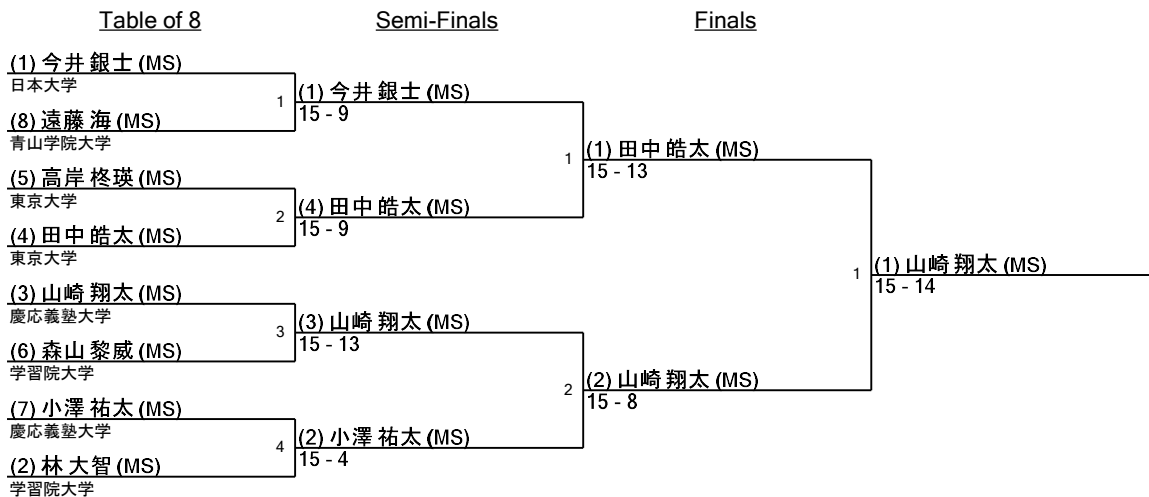 Table of 8
Semi-Finals
Finals
(1) 今井 銀士 (MS)
日本大学
1
(1) 今井 銀士 (MS)
15 - 9
(8) 遠藤 海 (MS)
青山学院大学
1
(1) 田中 皓太 (MS)
15 - 13
(5) 高岸 柊瑛 (MS)
東京大学
2
(4) 田中 皓太 (MS)
15 - 9
(4) 田中 皓太 (MS)
東京大学
1
(1) 山崎 翔太 (MS)
15 - 14
(3) 山崎 翔太 (MS)
慶応義塾大学
3
(3) 山崎 翔太 (MS)
15 - 13
(6) 森山 黎威 (MS)
学習院大学
2
(2) 山崎 翔太 (MS)
15 - 8
(7) 小澤 祐太 (MS)
慶応義塾大学
4
(2) 小澤 祐太 (MS)
15 - 4
(2) 林 大智 (MS)
学習院大学